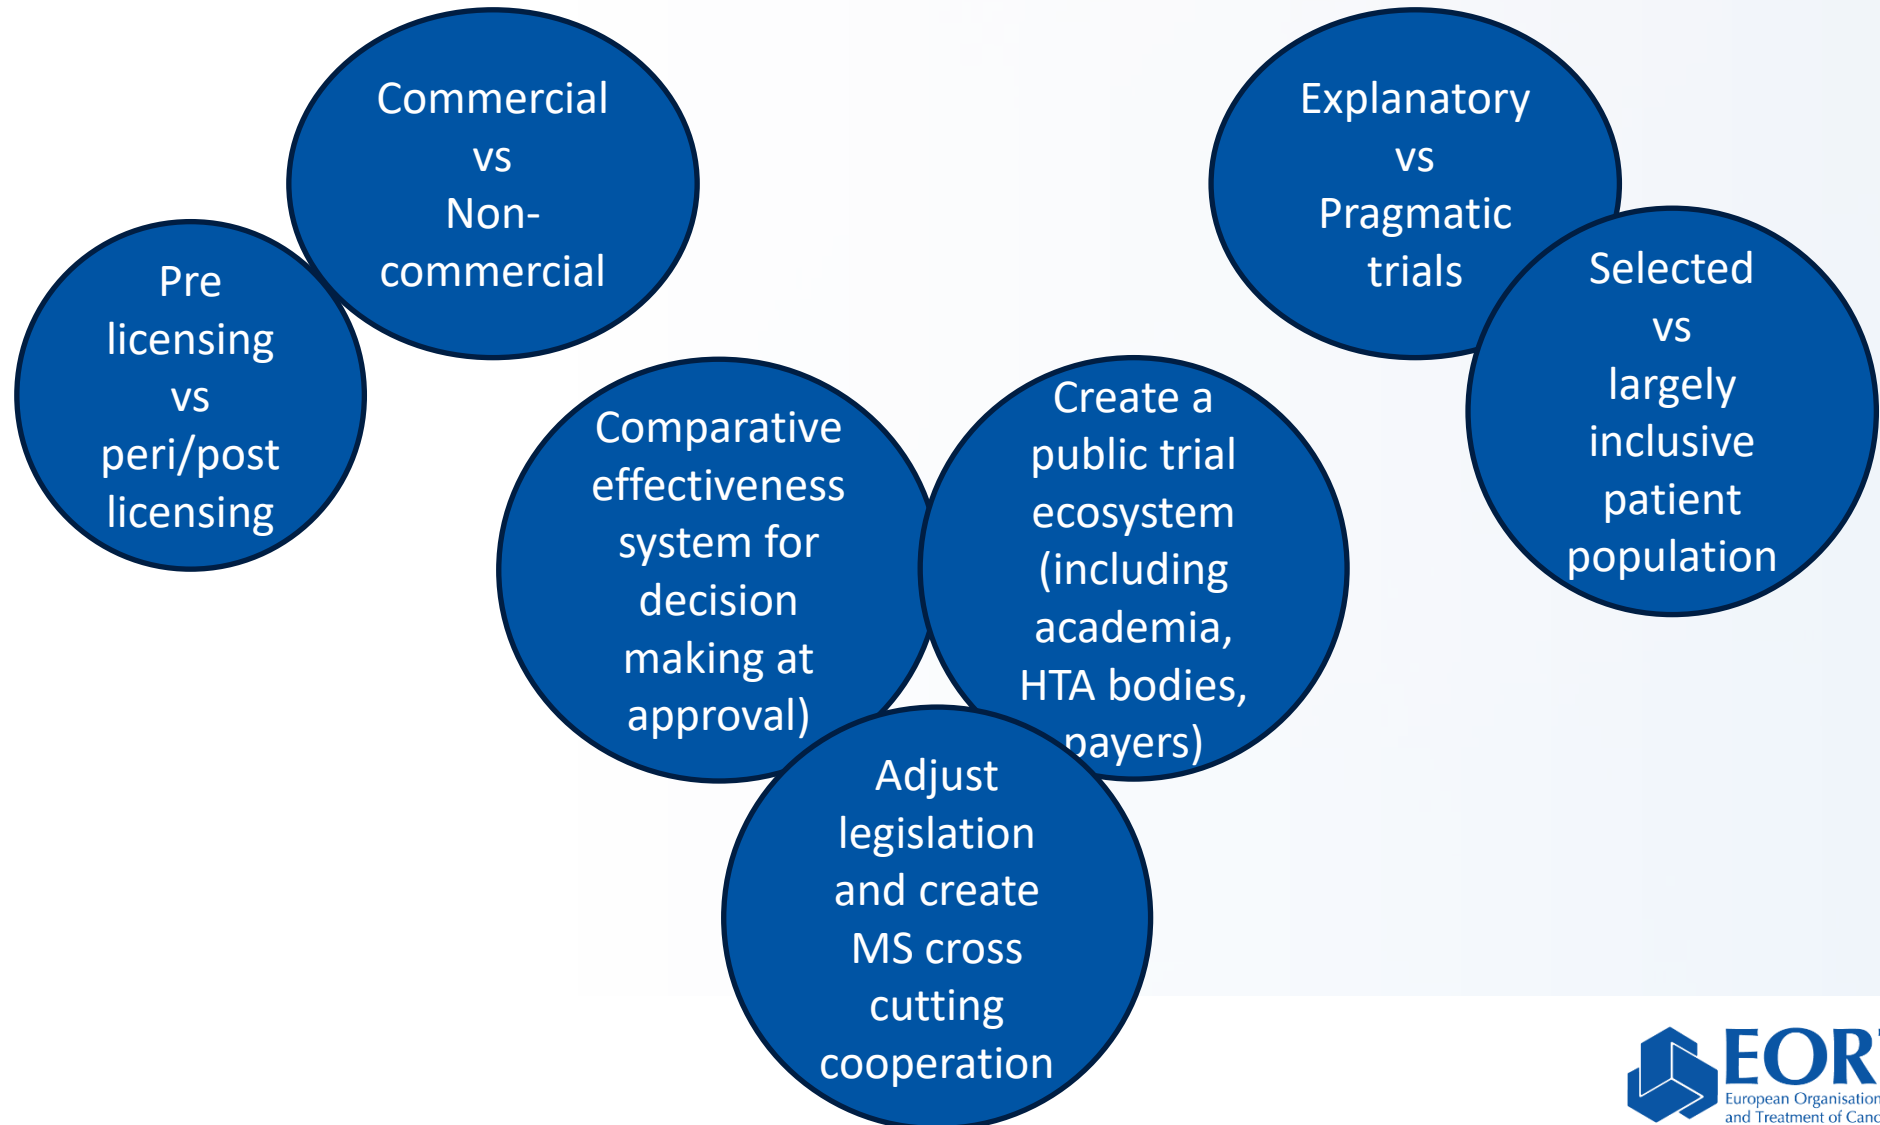 Commercial
vs
Non-
commercial
Explanatory
vs
Pragmatic
trials
Pre
licensing
vs
peri/post
licensing
Selected
vs
largely
inclusive
patient
population
Comparative
effectiveness
system for
decision
making at
approval)
Create a
public trial
ecosystem
(including
academia,
HTA bodies,
payers)
Adjust
legislation
and create
MS cross
cutting
cooperation
EOR
European Organisation
and Treatment of Canc